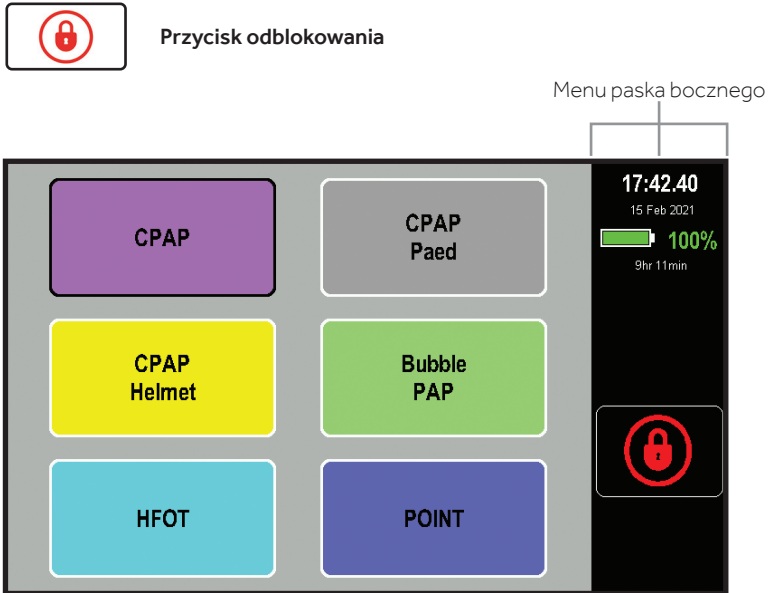 Przycisk odblokowania
Menu paska bocznego
CPAP
CPAP
Paed
17:42.40
15 Feb 2021
100%
9hr 11min
CPAP
Helmet
Bubble
PAP
HFOT
POINT